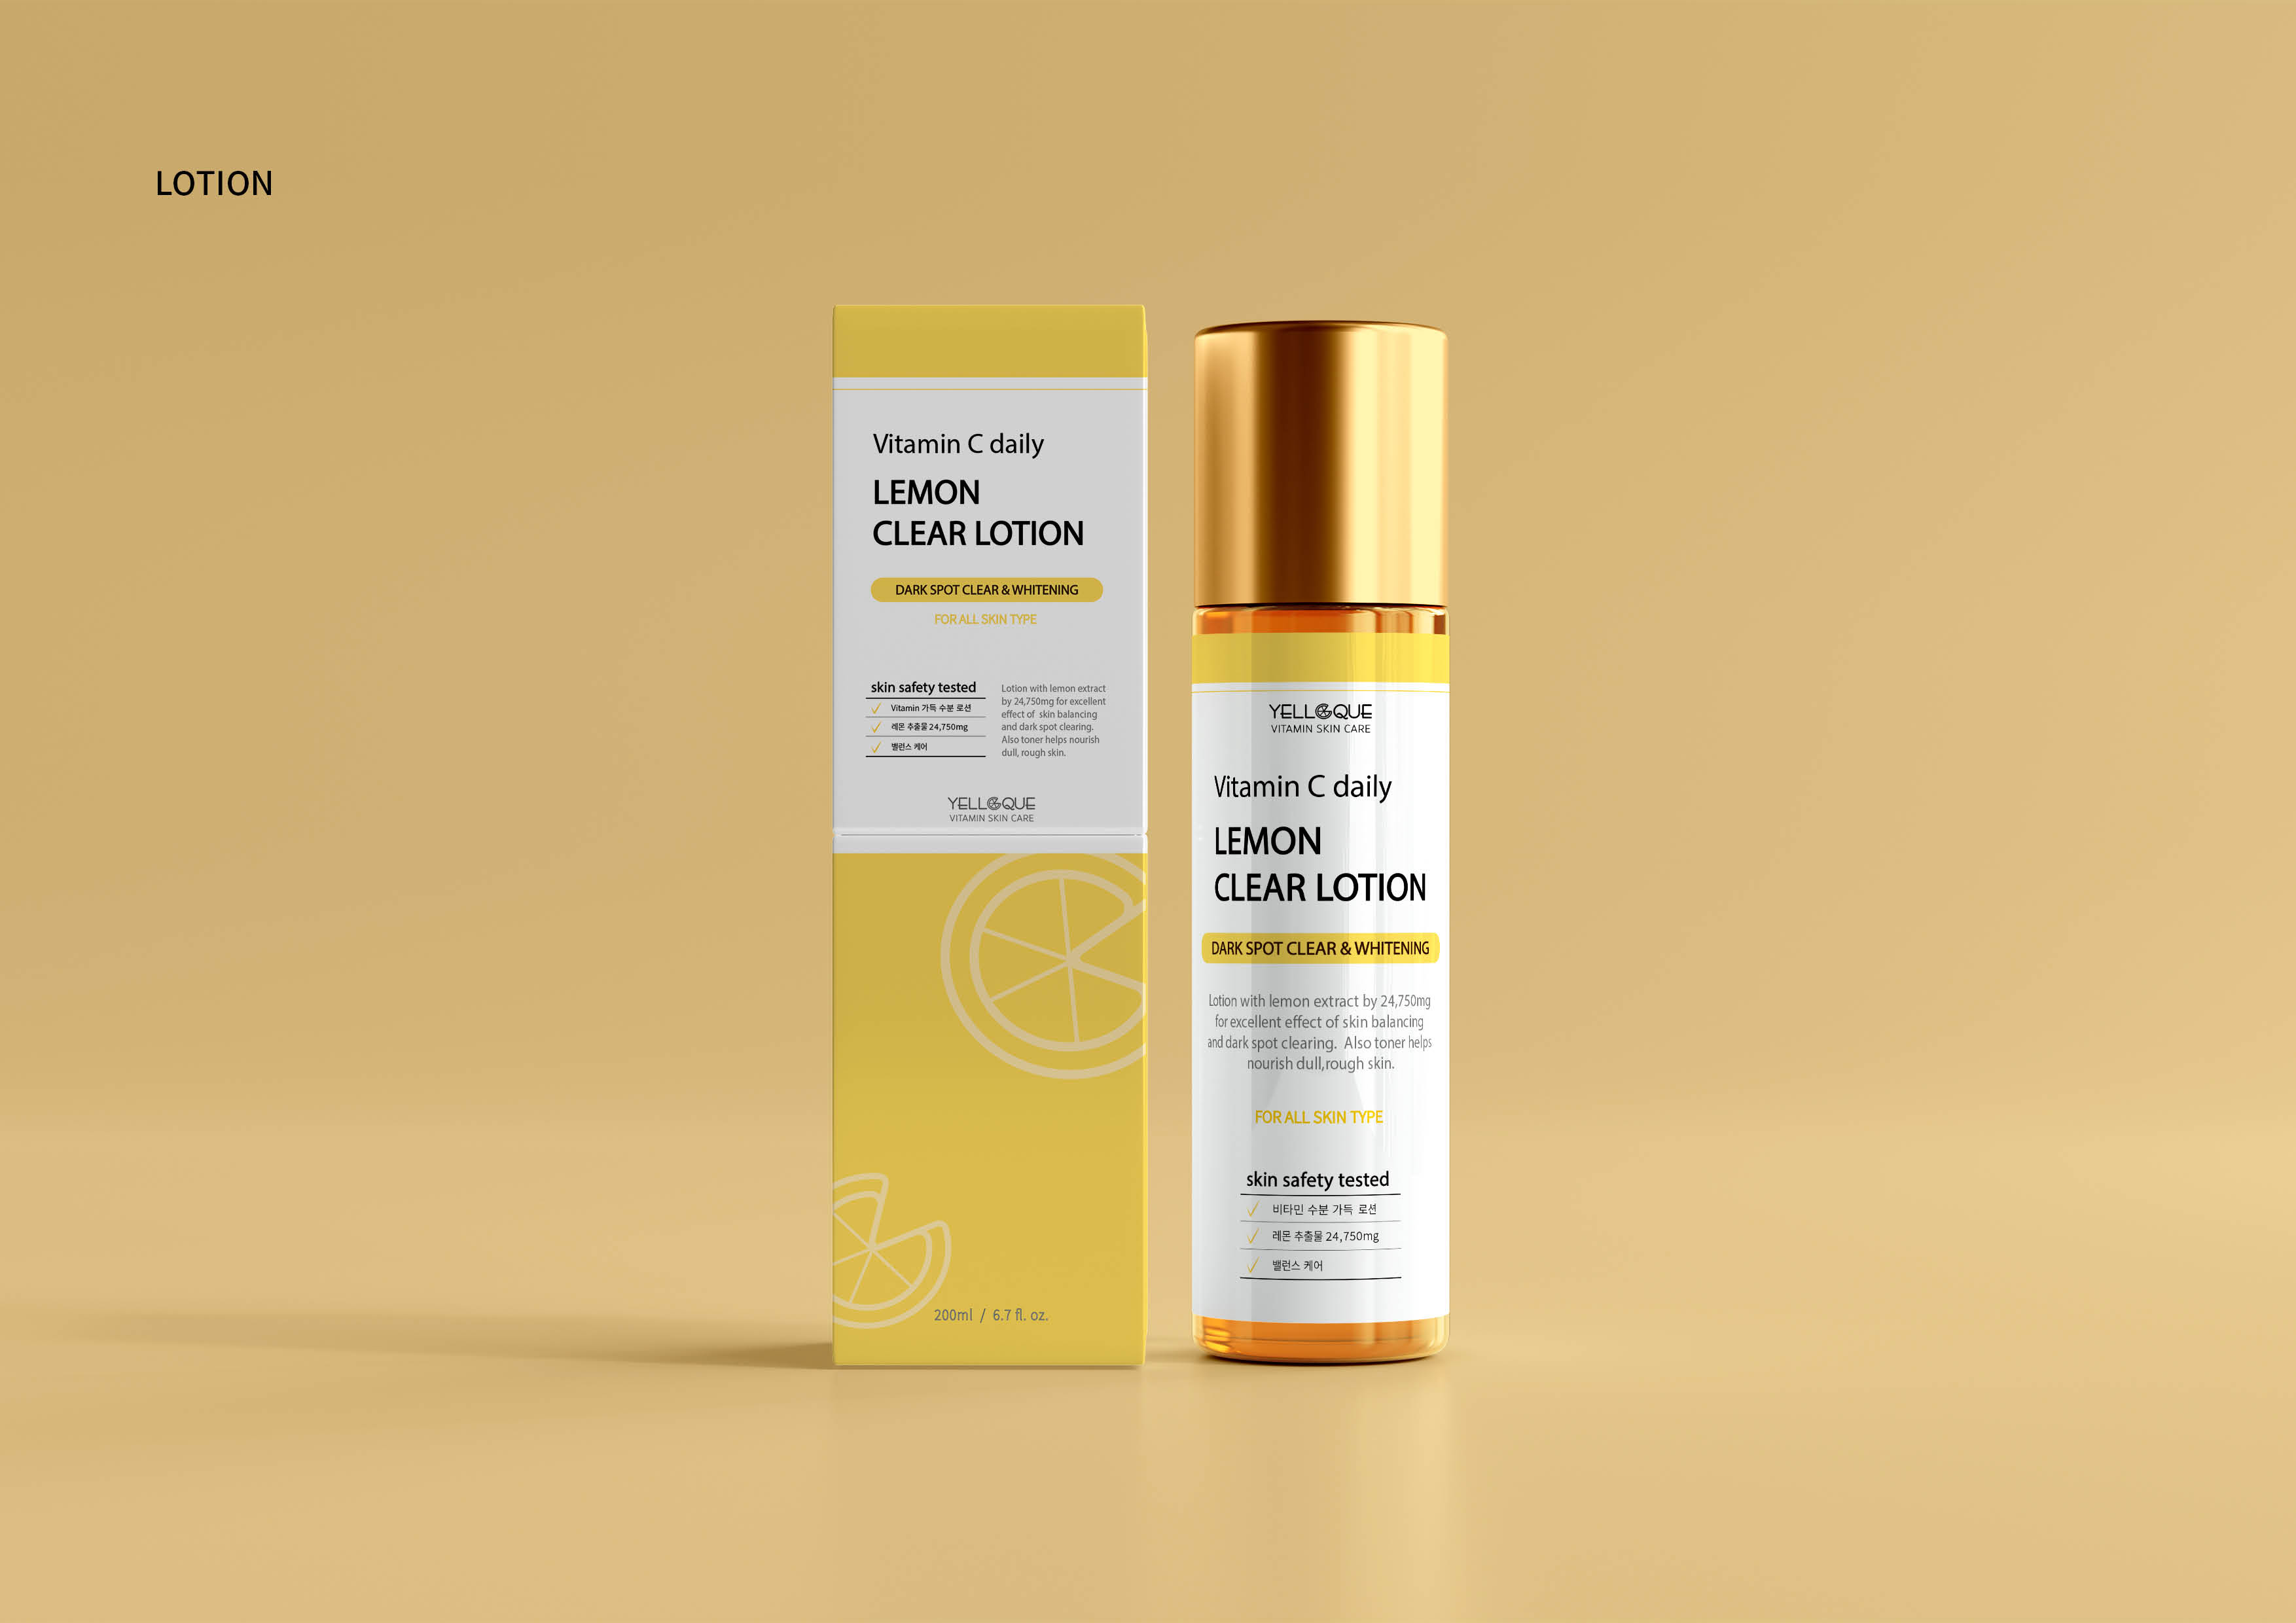 LOTION
Vitamin C daily
LEMON
CLEAR LOTION
DARK SPOT CLEAR & WHITENING
FOR ALL SKIN TYPE
skin safety tested
Vitamin 가득 수분 로션
레몬 추출물 24,750mg
밸런스 케어
Lotion with lemon extract
by 24,750mg for excellent
effect of skin balancing
and dark spot clearing.
Also toner helps nourish
dull, rough skin.
YELLOQUE
VITAMIN SKIN CARE
200ml / 6.7 fl. oz.
YELLOQUE
VITAMIN SKIN CARE
Vitamin C daily
LEMON
CLEAR LOTION
DARK SPOT CLEAR & WHITENING
Lotion with lemon extract by 24,750mg
for excellent effect of skin balancing
and dark spot clearing. Also toner helps
nourish dull,rough skin.
FOR ALL SKIN TYPE
skin safety tested
비타민 수분 가득 로션
레몬 추출물 24,750mg
밸런스 케어